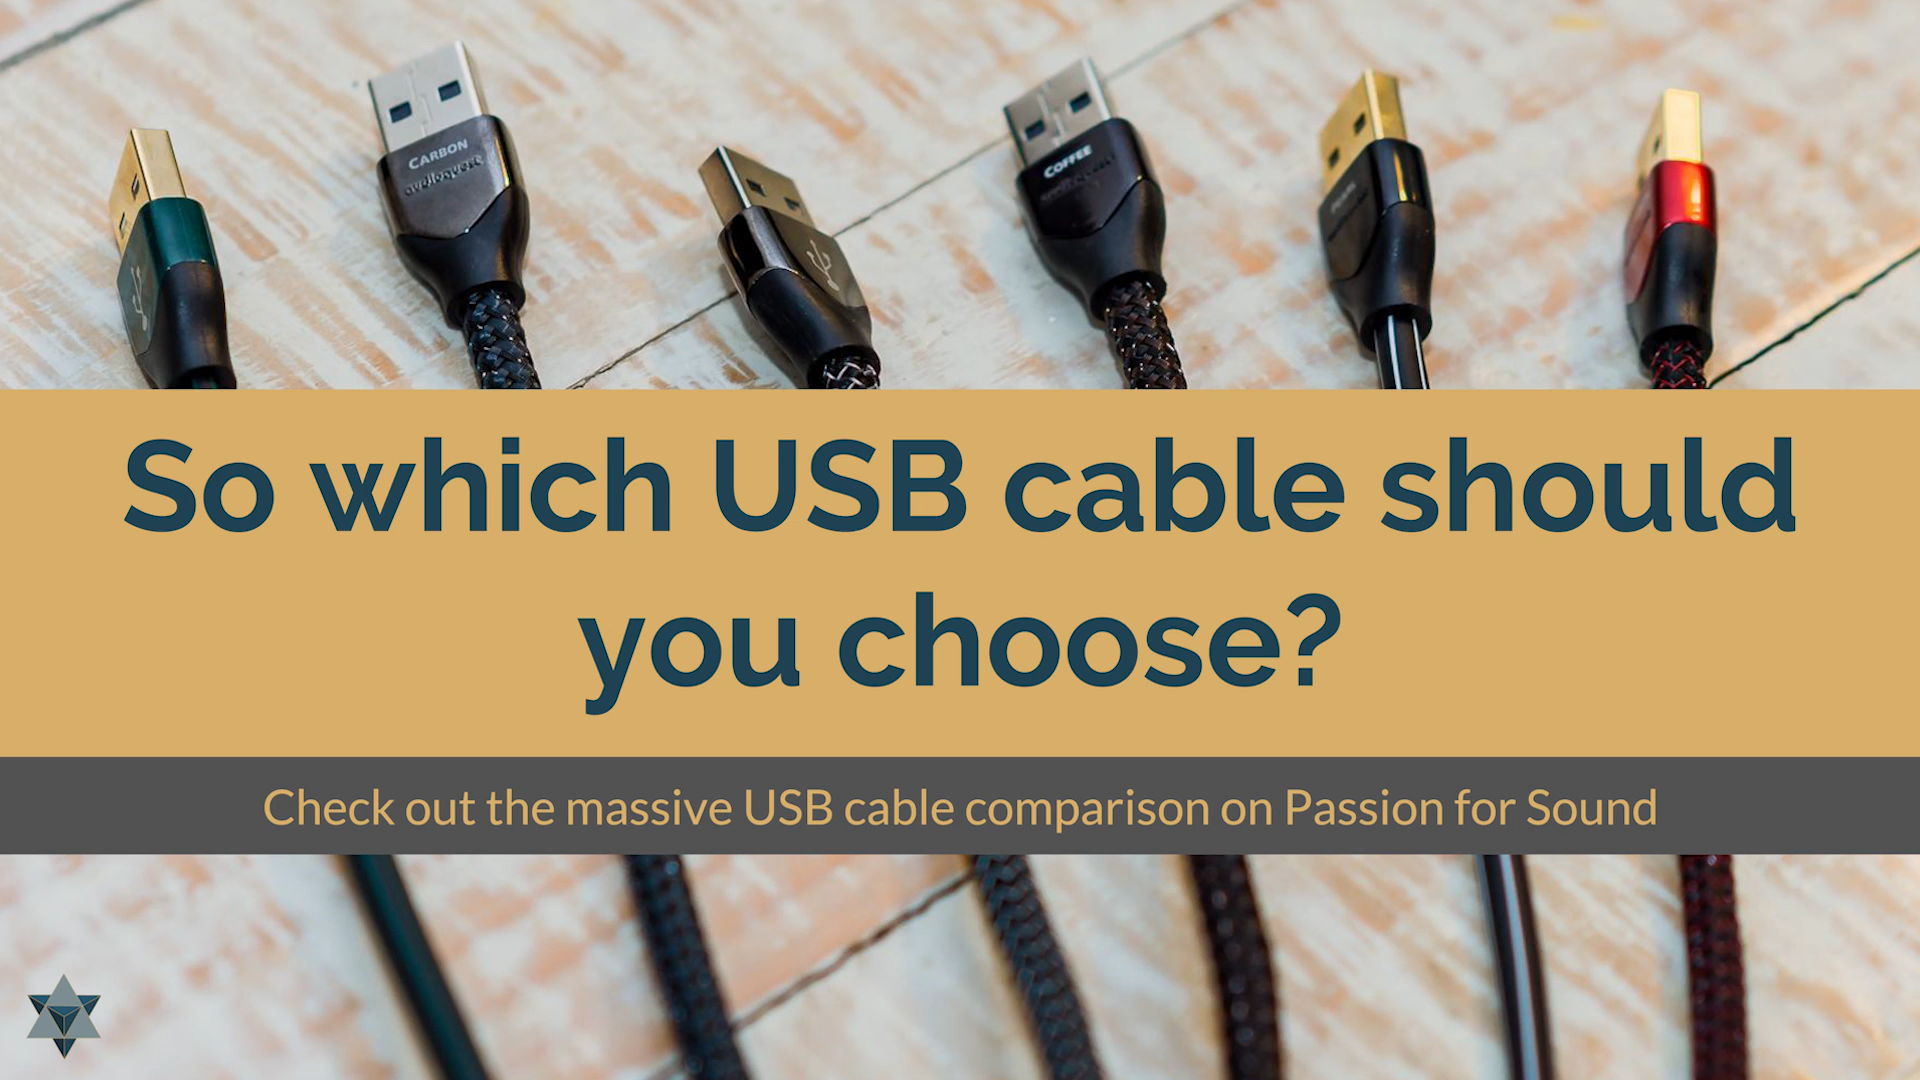 CARBON
audioquest
COFFEE
So which USB cable should
you choose?
Check out the massive USB cable comparison on Passion for Sound